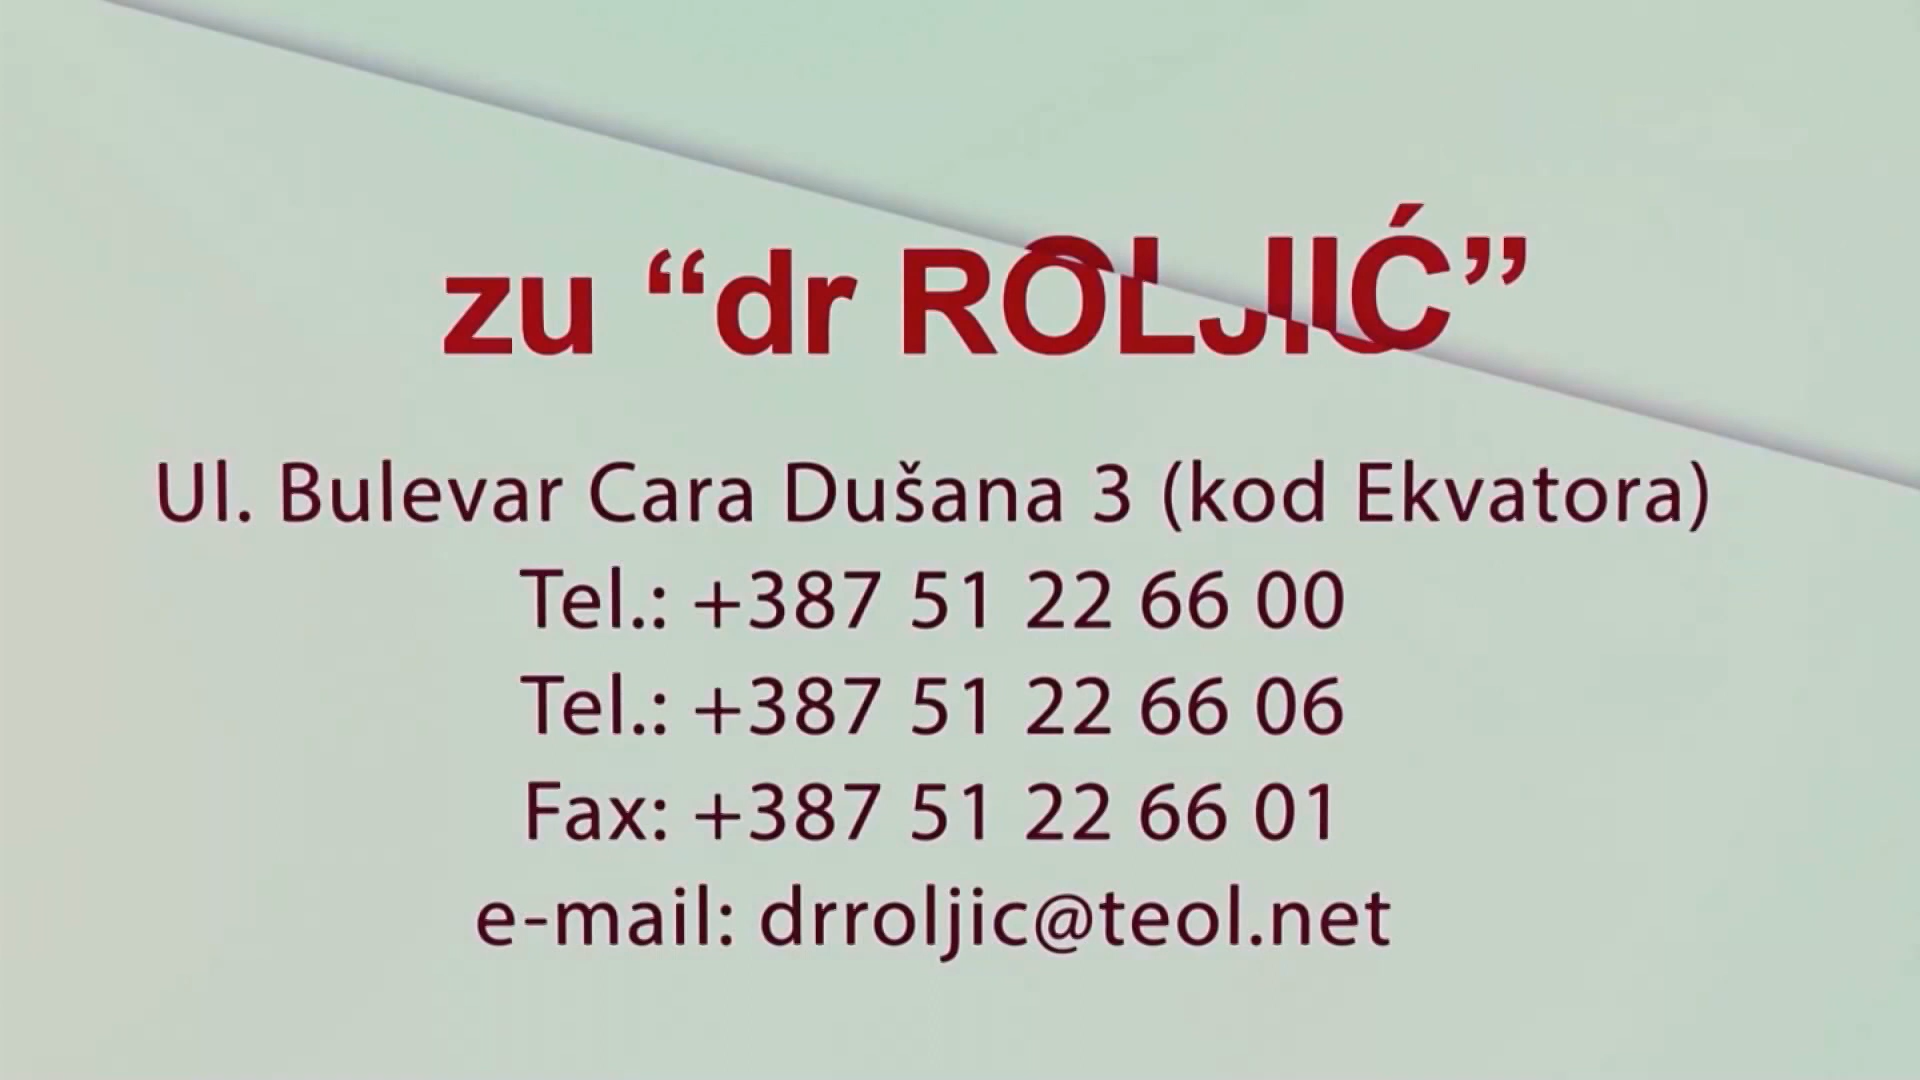 zu “dr ROLJIĆ”
Ul. Bulevar Cara Dušana 3 (kod Ekvatora)
Tel.: +387 51 22 66 00
Tel.: +387 51 22 66 06
Fax: +387 51 22 66 01
e-mail: drroljic@teol.net